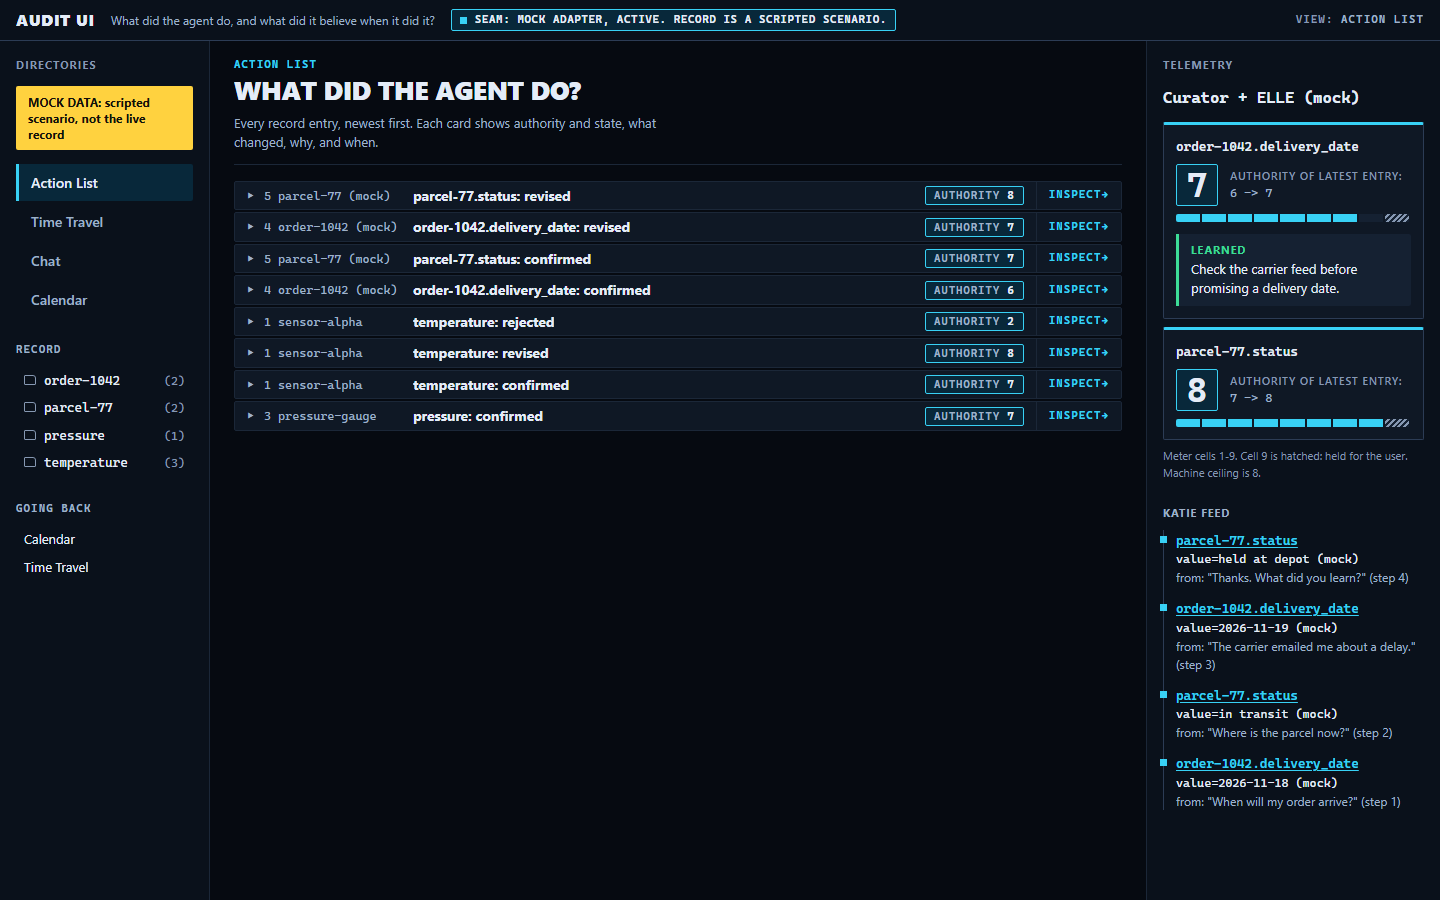 AUDIT UI What did the agent do, and what did it believe when it did it? SEAM: MOCK ADAPTER, ACTIVE. RECORD IS A SCRIPTED SCENARIO. VIEW: ACTION LIST
DIRECTORIES
MOCK DATA: scripted
scenario, not the live
record
Action List
Time Travel
Chat
Calendar
RECORD
order-1042 (2)
parcel-77 (2)
pressure (1)
temperature (3)
GOING BACK
Calendar
Time Travel
ACTION LIST
WHAT DID THE AGENT DO?
Every record entry, newest first. Each card shows authority and state, what
changed, why, and when.
▸ 5 parcel-77 (mock) parcel-77.status: revised AUTHORITY 8 INSPECT→
▸ 4 order-1042 (mock) order-1042.delivery_date: revised AUTHORITY 7 INSPECT→
▸ 5 parcel-77 (mock) parcel-77.status: confirmed AUTHORITY 7 INSPECT→
▸ 4 order-1042 (mock) order-1042.delivery_date: confirmed AUTHORITY 6 INSPECT→
▸ 1 sensor-alpha temperature: rejected AUTHORITY 2 INSPECT→
▸ 1 sensor-alpha temperature: revised AUTHORITY 8 INSPECT→
▸ 1 sensor-alpha temperature: confirmed AUTHORITY 7 INSPECT→
▸ 3 pressure-gauge pressure: confirmed AUTHORITY 7 INSPECT→
TELEMETRY
Curator + ELLE (mock)
order-1042.delivery_date
7 AUTHORITY OF LATEST ENTRY:
6 -> 7
LEARNED
Check the carrier feed before
promising a delivery date.
parcel-77.status
8 AUTHORITY OF LATEST ENTRY:
7 -> 8
Meter cells 1-9. Cell 9 is hatched: held for the user.
Machine ceiling is 8.
KATIE FEED
parcel-77.status
value=held at depot (mock)
from: "Thanks. What did you learn?" (step 4)
order-1042.delivery_date
value=2026-11-19 (mock)
from: "The carrier emailed me about a delay."
(step 3)
parcel-77.status
value=in transit (mock)
from: "Where is the parcel now?" (step 2)
order-1042.delivery_date
value=2026-11-18 (mock)
from: "When will my order arrive?" (step 1)